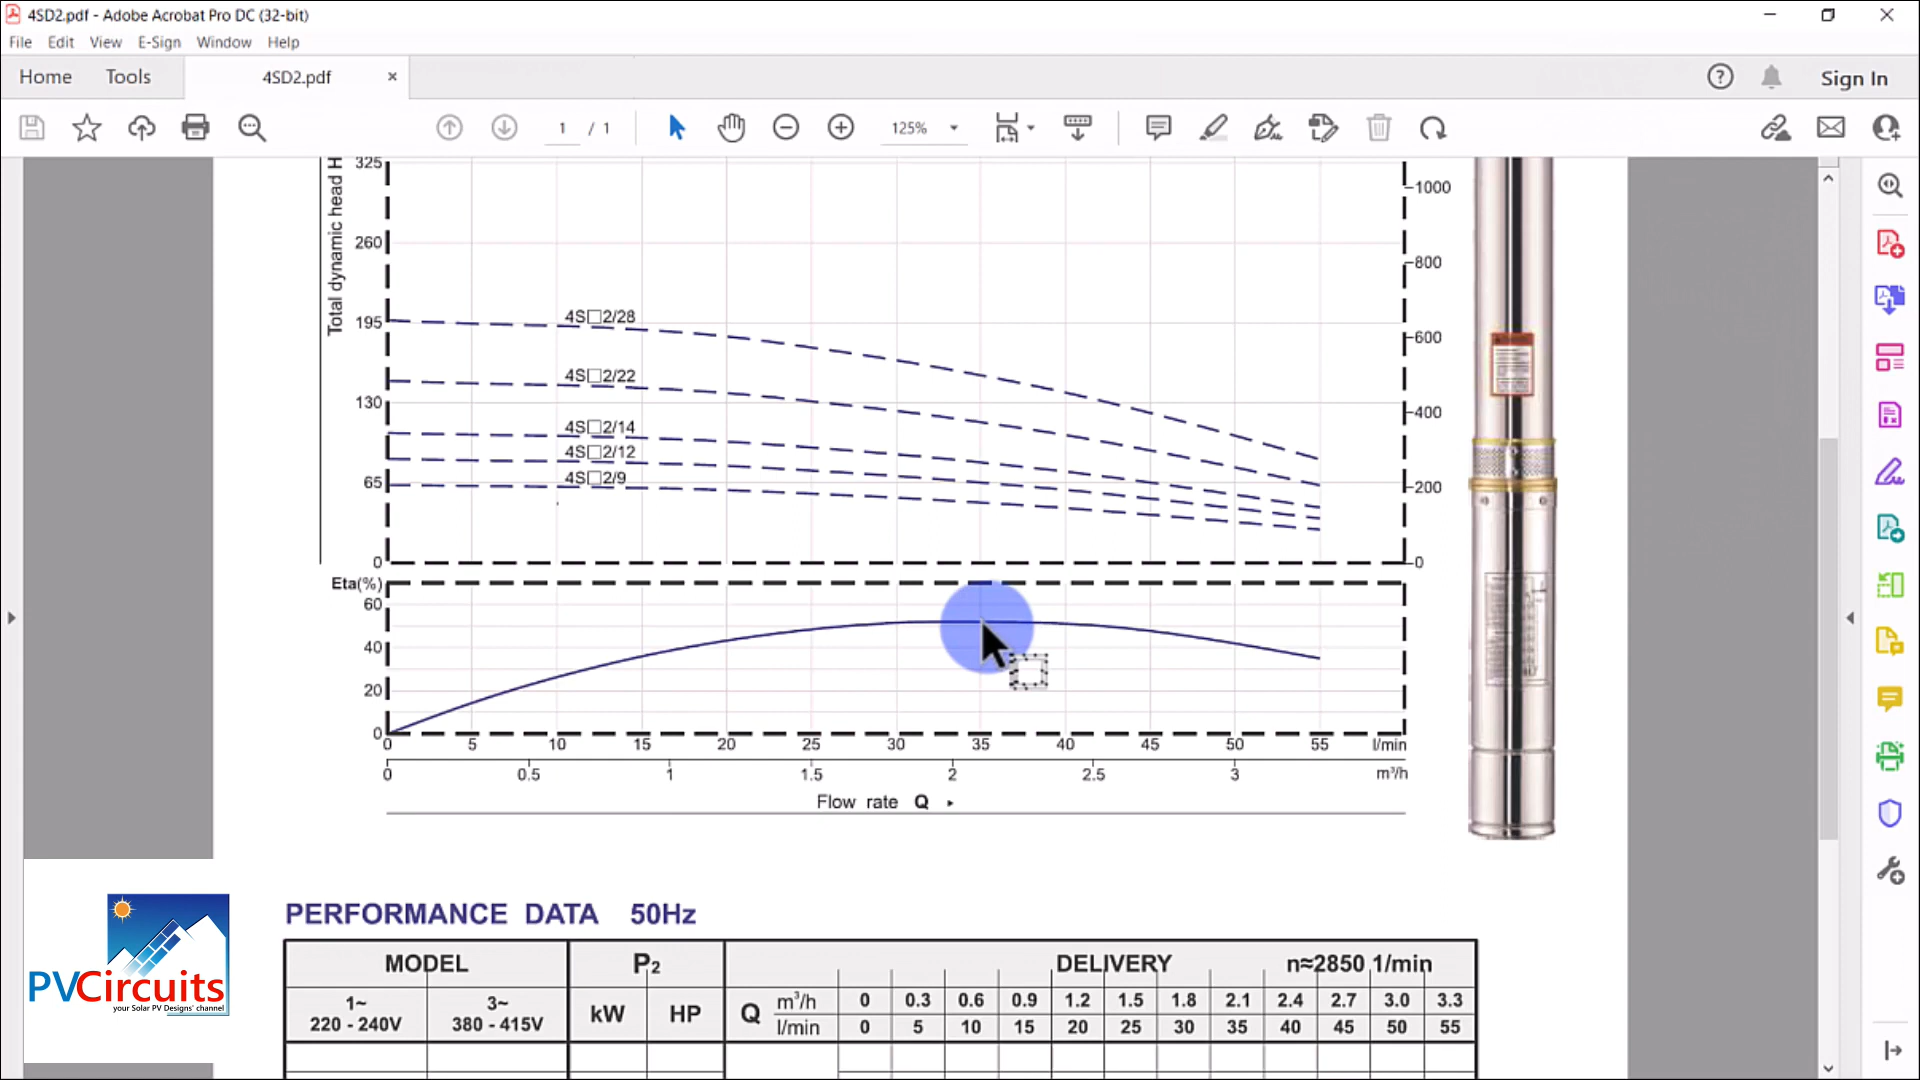 4SD2.pdf - Adobe Acrobat Pro DC (32-bit)
File Edit View E-Sign Window Help
Home Tools 4SD2.pdf × Sign In
1 / 1 125%
Total dynamic head H
325
260
195
130
65
0
1000
800
600
400
200
0
4S□2/28
4S□2/22
4S□2/14
4S□2/12
4S□2/9
Eta(%)
60
40
20
0
0 5 10 15 20 25 30 35 40 45 50 55 l/min
0 0.5 1 1.5 2 2.5 3 m³/h
Flow rate Q ▸
PERFORMANCE DATA 50Hz
MODEL P2 DELIVERY n≈2850 1/min
1~ 3~ kW HP Q m³/h 0 0.3 0.6 0.9 1.2 1.5 1.8 2.1 2.4 2.7 3.0 3.3
220 - 240V 380 - 415V l/min 0 5 10 15 20 25 30 35 40 45 50 55
PVCircuits
your Solar PV Designs' channel